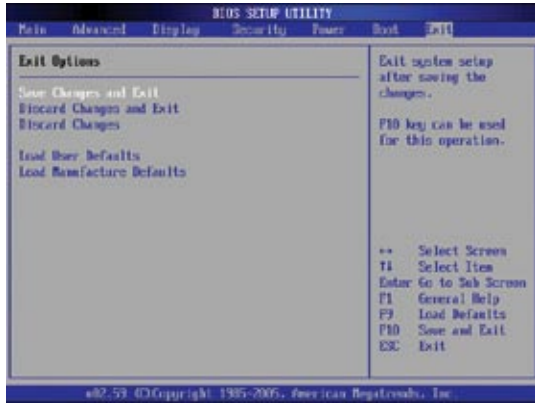 BIOS SETUP UTILITY
Main Advanced Display Security Power Boot Exit
Exit Options
Save Changes and Exit
Discard Changes and Exit
Discard Changes
Load User Defaults
Load Manufacture Defaults
Exit system setup
after saving the
changes.
F10 key can be used
for this operation.
↔ Select Screen
↑↓ Select Item
Enter Go to Sub Screen
F1 General Help
F9 Load Defaults
F10 Save and Exit
ESC Exit
v02.59 (C)Copyright 1985-2005, American Megatrends, Inc.